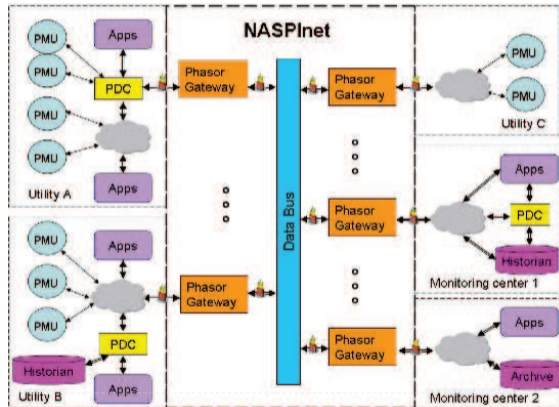 NASPInet
PMU
Apps
PMU
PDC
PMU
PMU
Apps
Utility A
Phasor
Gateway
Phasor
Gateway
PMU
PMU
Utility C
Data Bus
PMU
Apps
PMU
PMU
PDC
Historian
Apps
Utility B
Phasor
Gateway
Phasor
Gateway
Apps
PDC
Historian
Monitoring center 1
Phasor
Gateway
Apps
Archive
Monitoring center 2